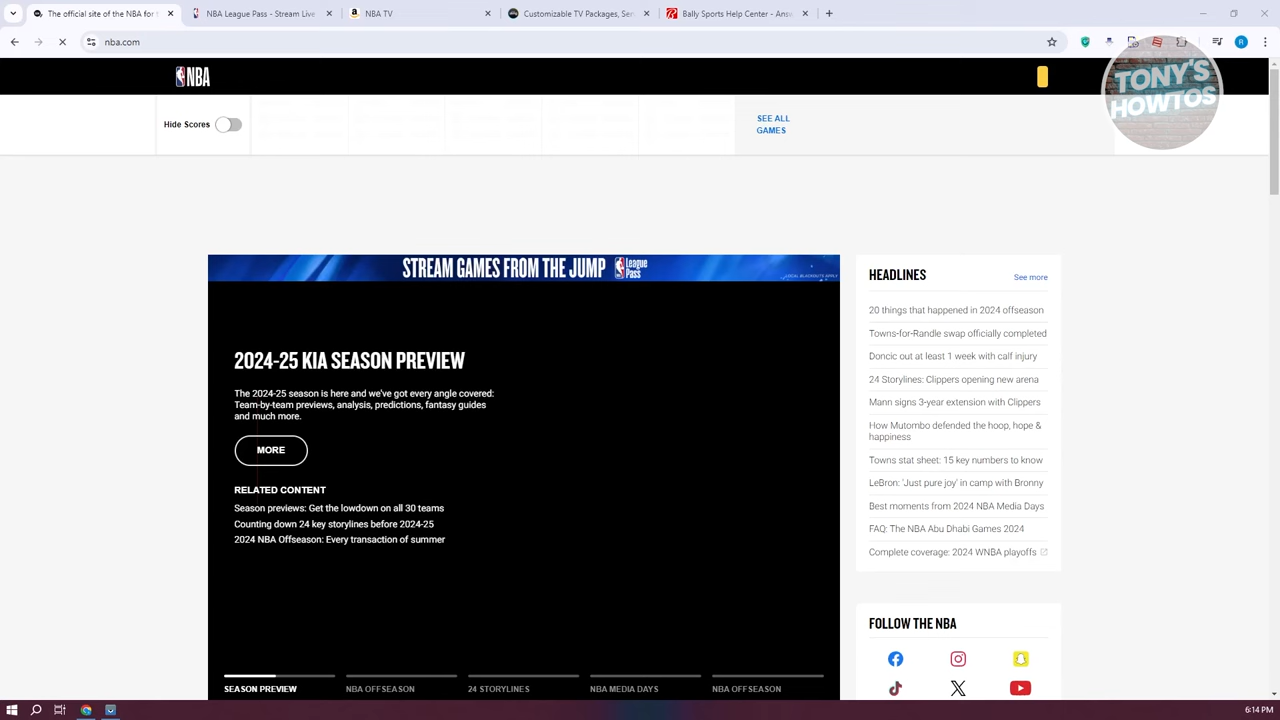 The official site of the NBA for
NBA League Pass - Stream Live
NBA TV
Customizable TV Packages, Ser
Bally Sports Help Center - Answ
nba.com
R
NBA
TONY'S
HOWTOS
Hide Scores
SEE ALL
GAMES
STREAM GAMES FROM THE JUMP
League
Pass
LOCAL BLACKOUTS APPLY
2024-25 KIA SEASON PREVIEW
The 2024-25 season is here and we've got every angle covered:
Team-by-team previews, analysis, predictions, fantasy guides
and much more.
MORE
RELATED CONTENT
Season previews: Get the lowdown on all 30 teams
Counting down 24 key storylines before 2024-25
2024 NBA Offseason: Every transaction of summer
SEASON PREVIEW
NBA OFFSEASON
24 STORYLINES
NBA MEDIA DAYS
NBA OFFSEASON
HEADLINES
See more
20 things that happened in 2024 offseason
Towns-for-Randle swap officially completed
Doncic out at least 1 week with calf injury
24 Storylines: Clippers opening new arena
Mann signs 3-year extension with Clippers
How Mutombo defended the hoop, hope &
happiness
Towns stat sheet: 15 key numbers to know
LeBron: 'Just pure joy' in camp with Bronny
Best moments from 2024 NBA Media Days
FAQ: The NBA Abu Dhabi Games 2024
Complete coverage: 2024 WNBA playoffs
FOLLOW THE NBA
6:14 PM